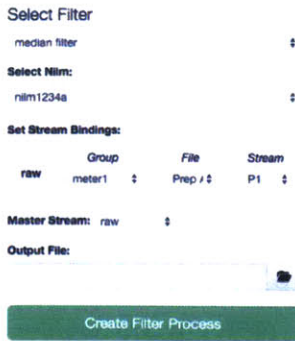 Select Filter
median filter
Select Nilm:
nilm1234a
Set Stream Bindings:
Group File Stream
raw meter1 Prep / P1
Master Stream: raw
Output File:
Create Filter Process